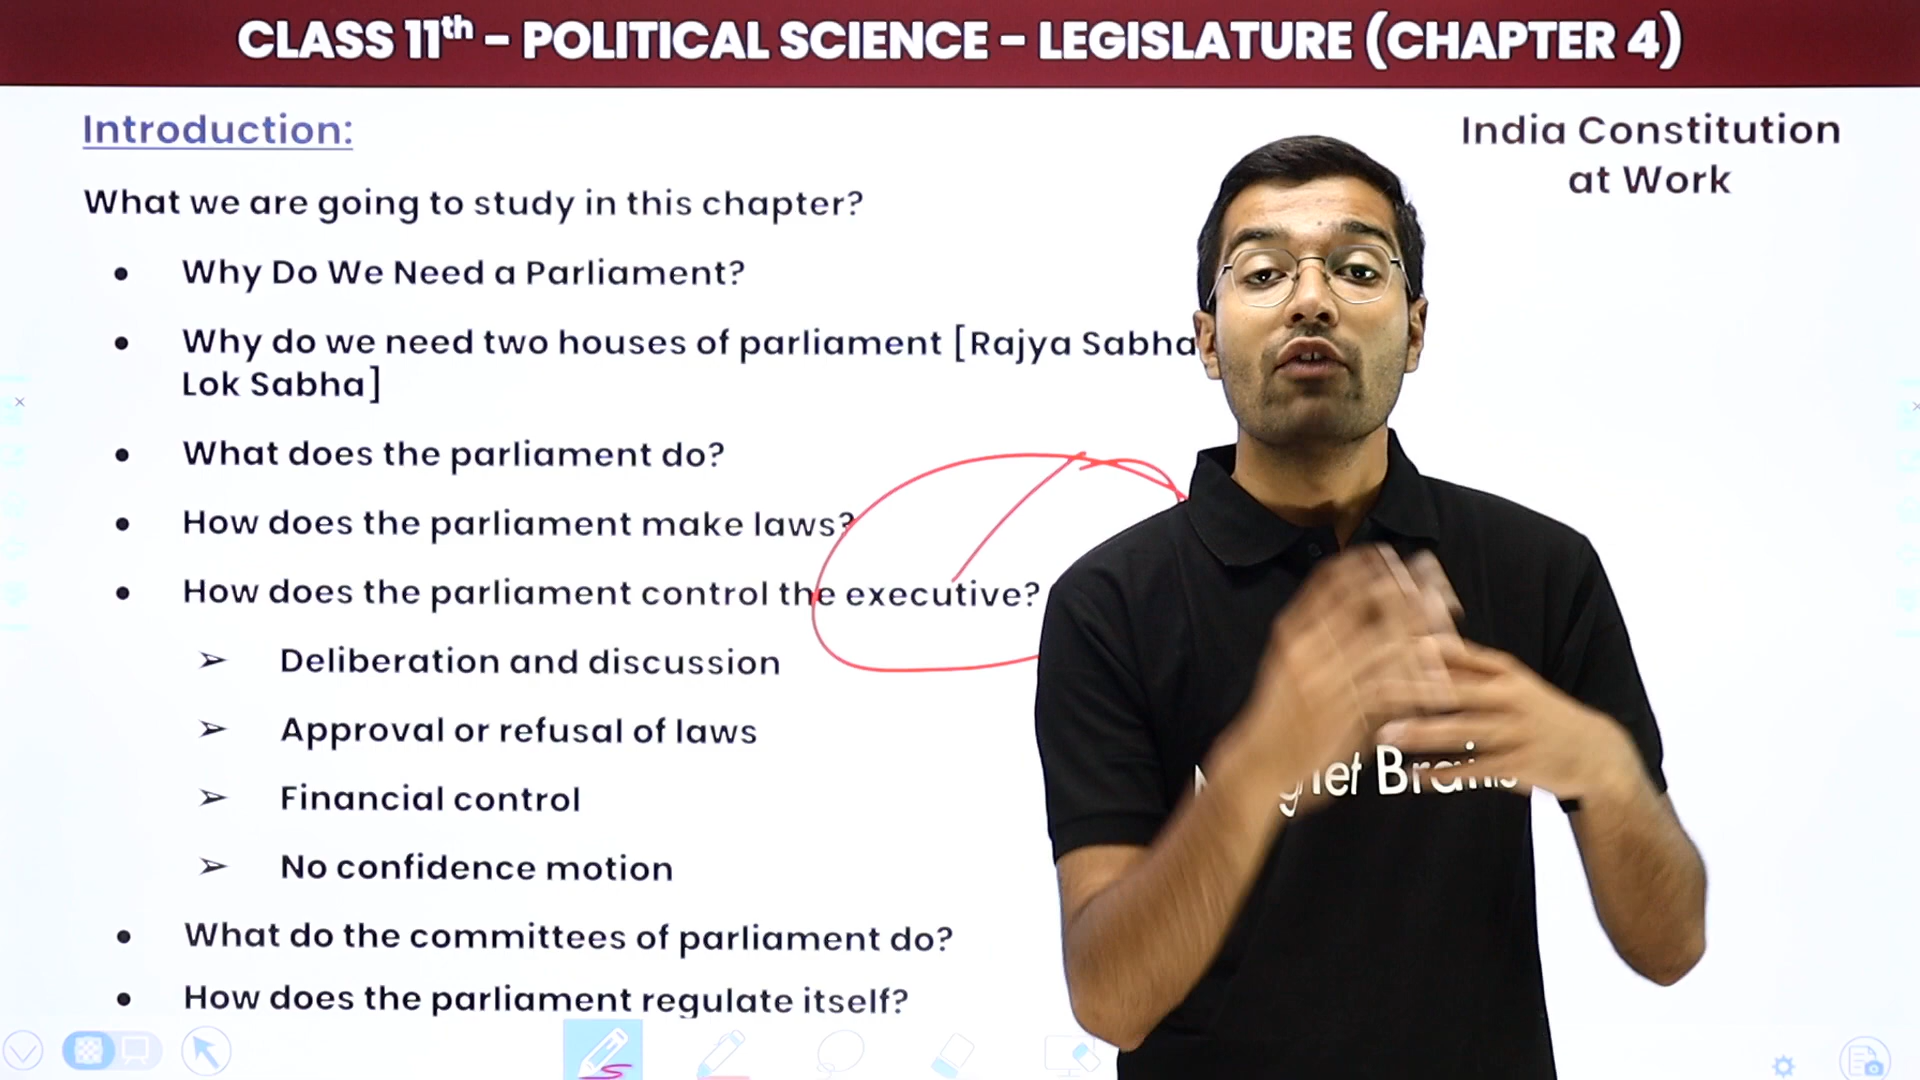 CLASS 11th - POLITICAL SCIENCE - LEGISLATURE (CHAPTER 4)
Introduction:
India Constitution
at Work
What we are going to study in this chapter?
• Why Do We Need a Parliament?
• Why do we need two houses of parliament [Rajya Sabha
Lok Sabha]
• What does the parliament do?
• How does the parliament make laws?
• How does the parliament control the executive?
➢ Deliberation and discussion
➢ Approval or refusal of laws
➢ Financial control
➢ No confidence motion
• What do the committees of parliament do?
• How does the parliament regulate itself?